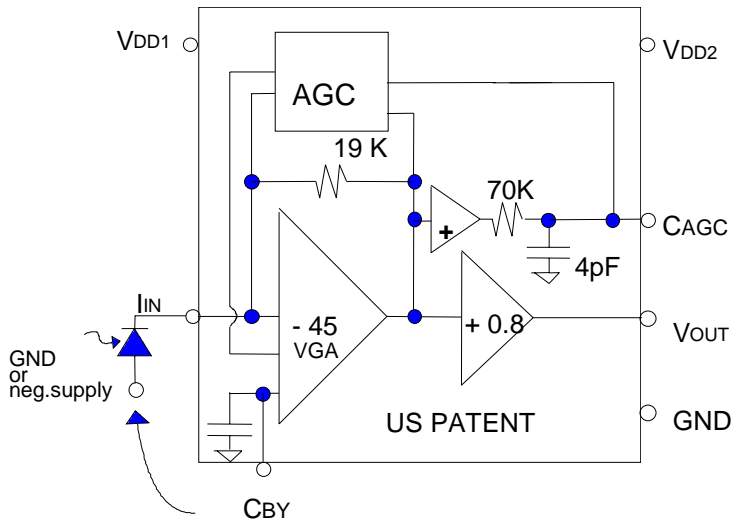 VDD1
VDD2
AGC
19 K
70K
+
CAGC
4pF
IIN
- 45
VGA
+ 0.8
VOUT
GND
or
neg.supply
US PATENT
GND
CBY